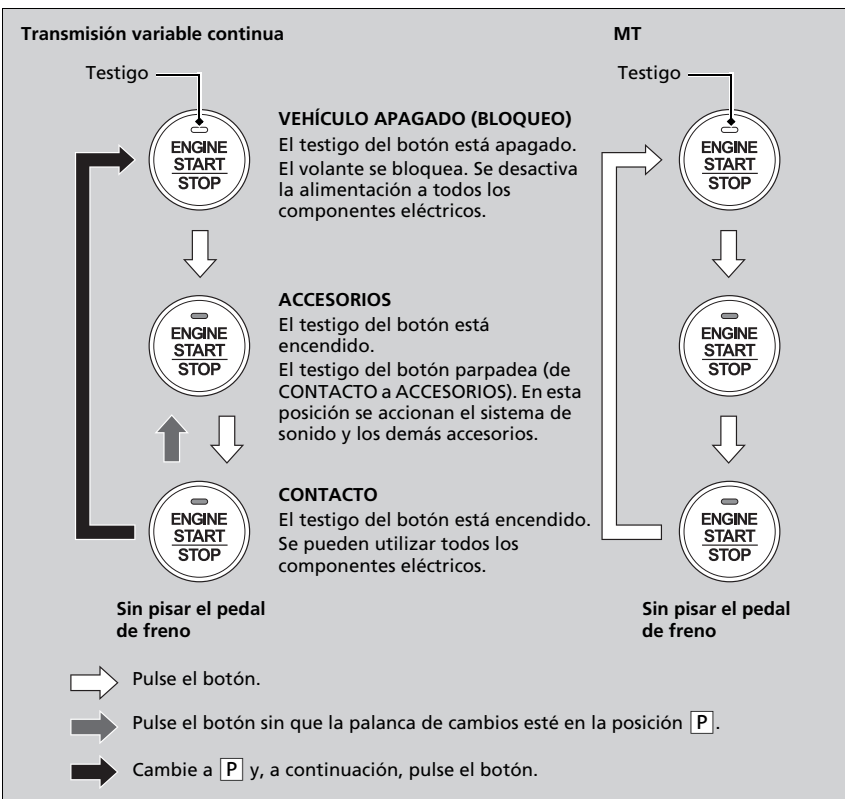 Transmisión variable continua
MT
Testigo
Testigo
ENGINE
START
STOP
VEHÍCULO APAGADO (BLOQUEO)
El testigo del botón está apagado.
El volante se bloquea. Se desactiva
la alimentación a todos los
componentes eléctricos.
ENGINE
START
STOP
ENGINE
START
STOP
ACCESORIOS
El testigo del botón está
encendido.
El testigo del botón parpadea (de
CONTACTO a ACCESORIOS). En esta
posición se accionan el sistema de
sonido y los demás accesorios.
ENGINE
START
STOP
ENGINE
START
STOP
CONTACTO
El testigo del botón está encendido.
Se pueden utilizar todos los
componentes eléctricos.
ENGINE
START
STOP
Sin pisar el pedal
de freno
Sin pisar el pedal
de freno
Pulse el botón.
Pulse el botón sin que la palanca de cambios esté en la posición P.
Cambie a P y, a continuación, pulse el botón.